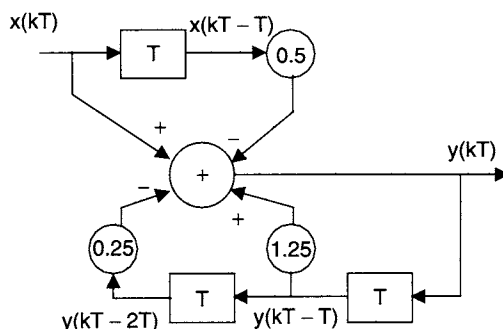 x(kT)
x(kT – T)
T
0.5
+
–
y(kT)
+
–
+
0.25
1.25
T
T
y(kT – 2T)
y(kT – T)